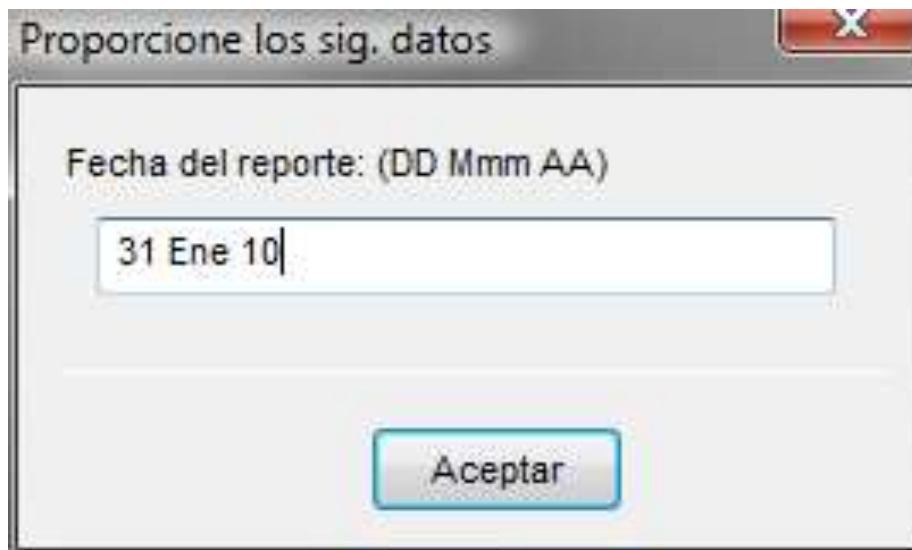 Proporcione los sig. datos
Fecha del reporte: (DD Mmm AA)
31 Ene 10
Aceptar